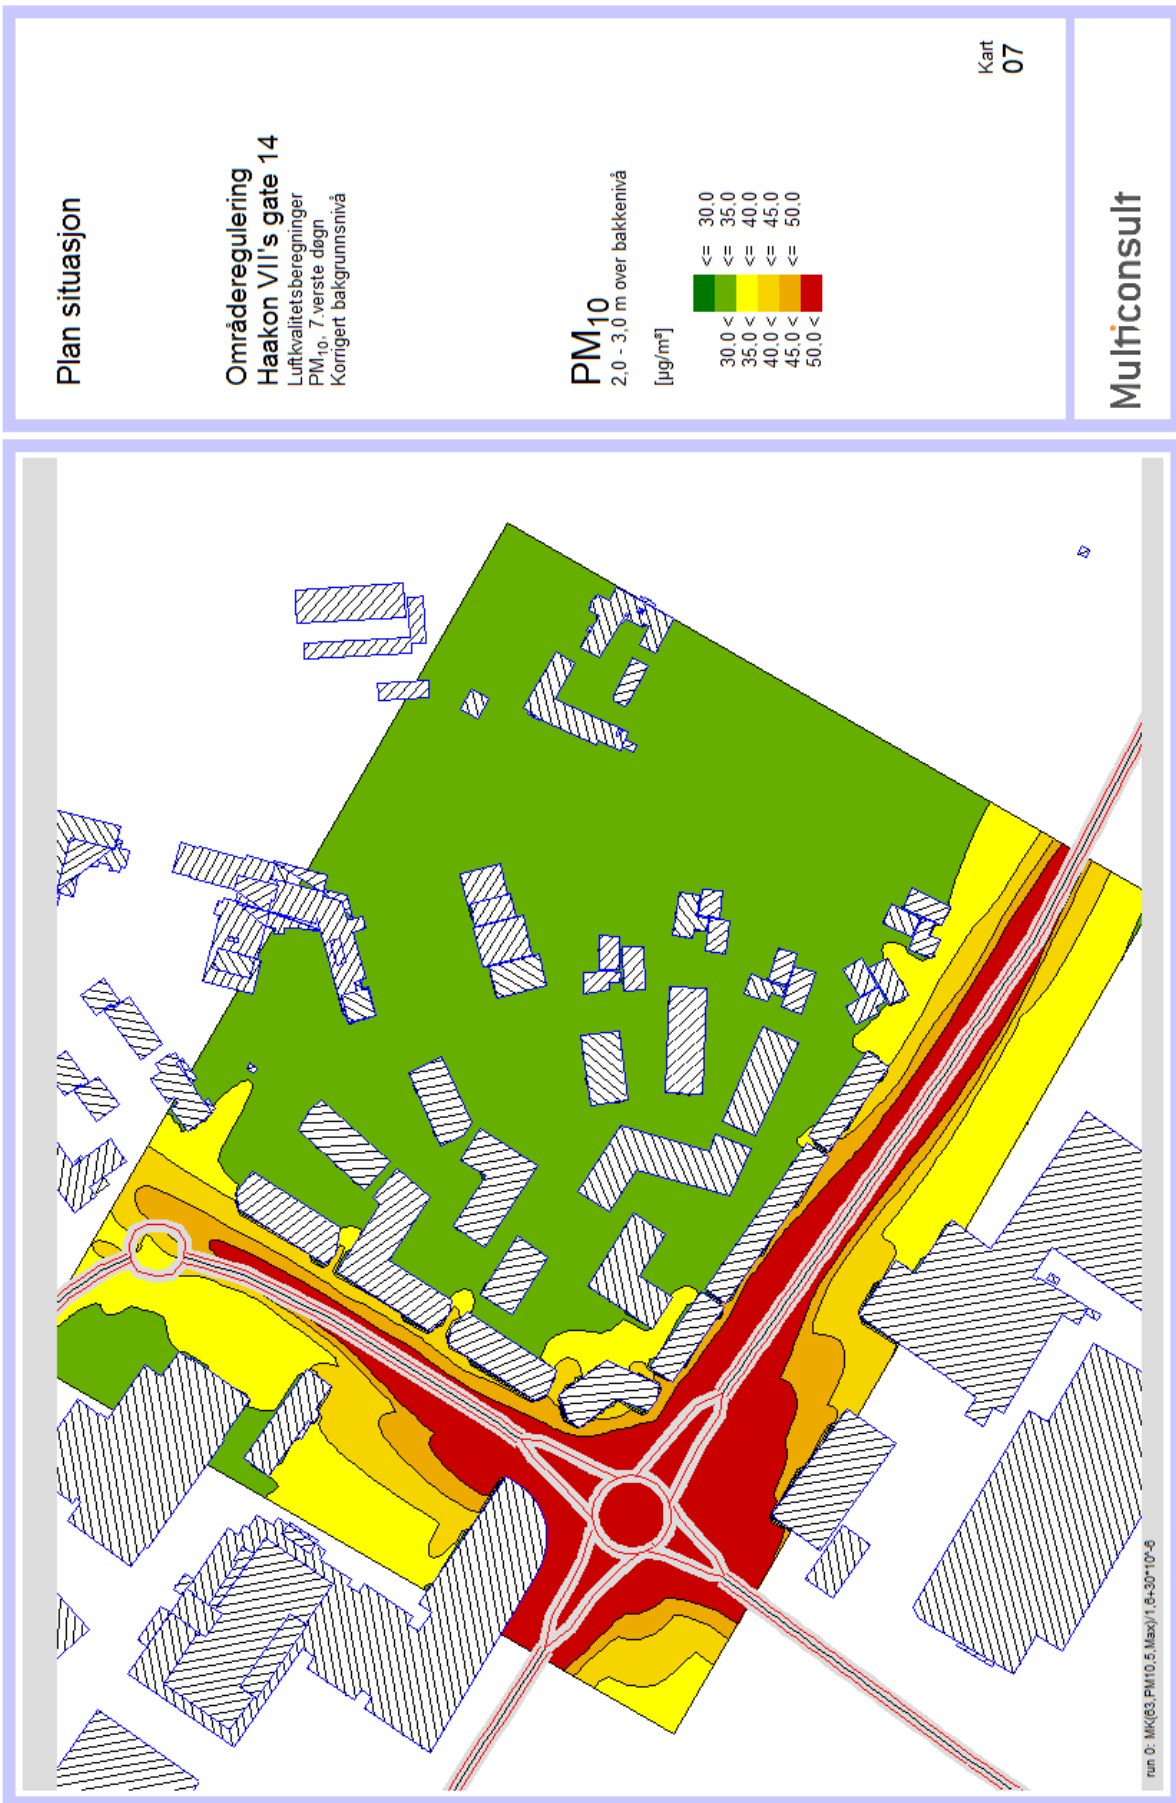 Plan situasjon
Områderegulering
Haakon VII's gate 14
Luftkvalitetsberegninger
PM10, 7.verste døgn
Korrigert bakgrunnsnivå
PM10
2,0 - 3,0 m over bakkenivå
[µg/m³]
<= 30.0
30.0 < <= 35.0
35.0 < <= 40.0
40.0 < <= 45.0
45.0 < <= 50.0
50.0 <
Kart
07
Multiconsult
run 0: MK(63,PM10,5,Max)/1,6+30*10^-6